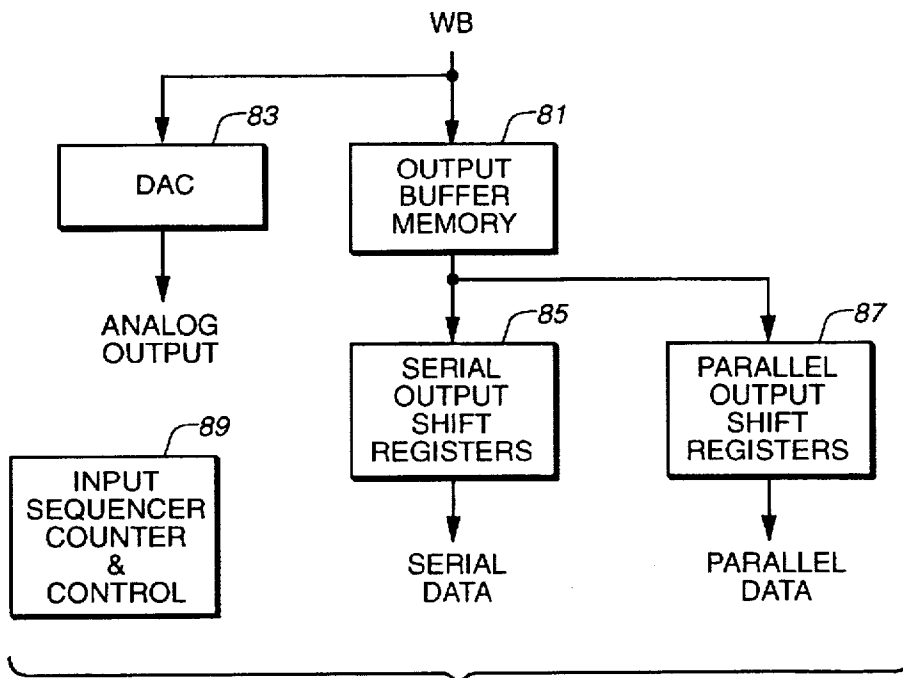 WB
83
DAC
81
OUTPUT
BUFFER
MEMORY
ANALOG
OUTPUT
85
SERIAL
OUTPUT
SHIFT
REGISTERS
87
PARALLEL
OUTPUT
SHIFT
REGISTERS
89
INPUT
SEQUENCER
COUNTER
&
CONTROL
SERIAL
DATA
PARALLEL
DATA